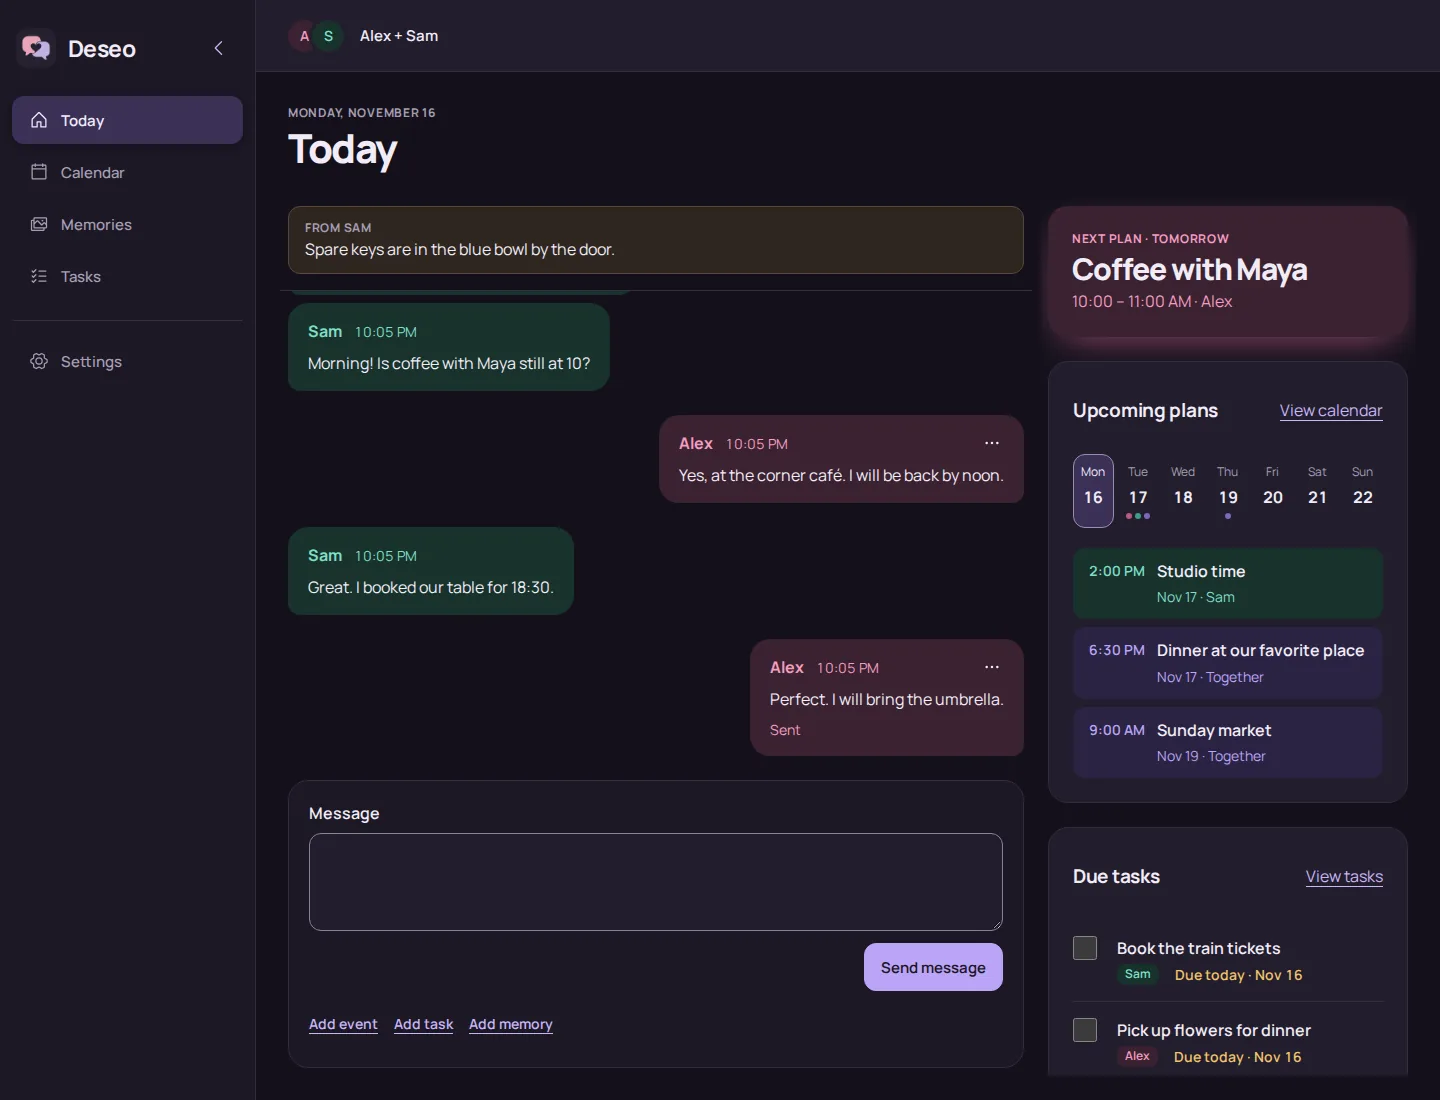 Deseo
Today
Calendar
Memories
Tasks
Settings
A S Alex + Sam
MONDAY, NOVEMBER 16
Today
FROM SAM
Spare keys are in the blue bowl by the door.
Sam 10:05 PM
Morning! Is coffee with Maya still at 10?
Alex 10:05 PM ...
Yes, at the corner café. I will be back by noon.
Sam 10:05 PM
Great. I booked our table for 18:30.
Alex 10:05 PM ...
Perfect. I will bring the umbrella.
Sent
Message
Send message
Add event Add task Add memory
NEXT PLAN · TOMORROW
Coffee with Maya
10:00 – 11:00 AM · Alex
Upcoming plans View calendar
Mon Tue Wed Thu Fri Sat Sun
16 17 18 19 20 21 22
2:00 PM Studio time
Nov 17 · Sam
6:30 PM Dinner at our favorite place
Nov 17 · Together
9:00 AM Sunday market
Nov 19 · Together
Due tasks View tasks
Book the train tickets
Sam Due today · Nov 16
Pick up flowers for dinner
Alex Due today · Nov 16